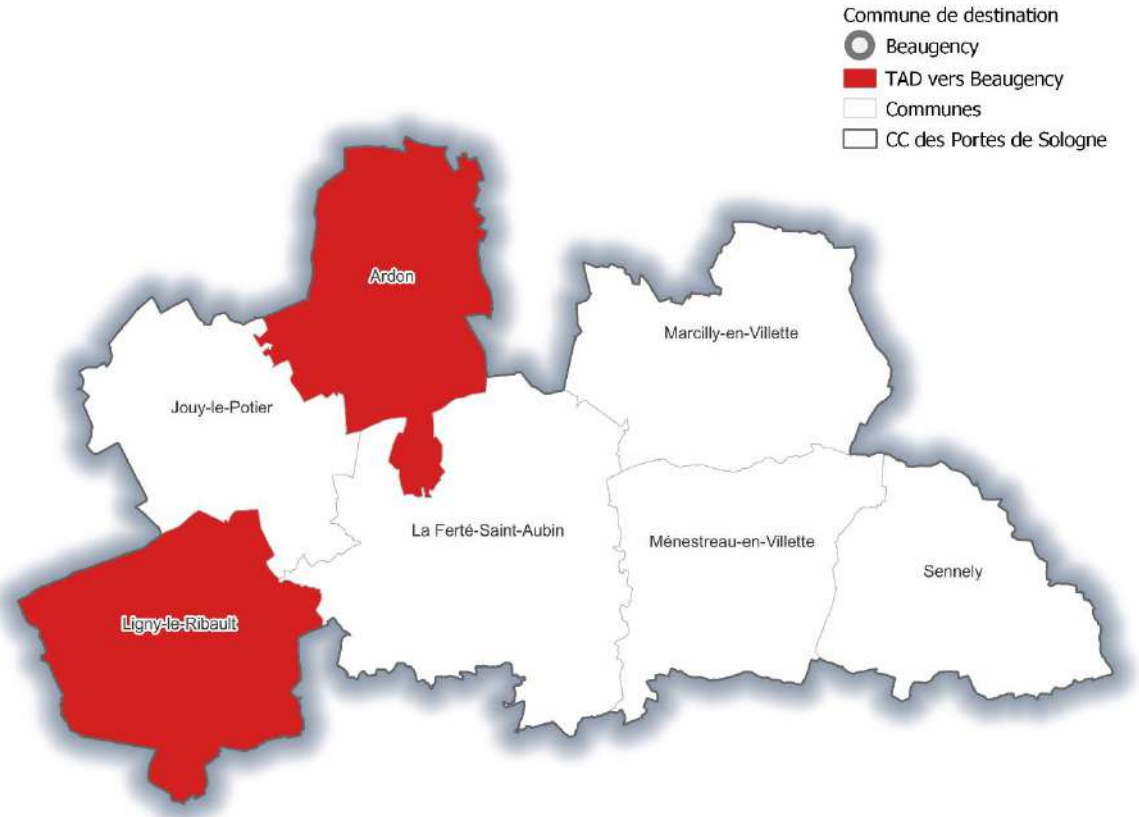 Commune de destination
Beaugency
TAD vers Beaugency
Communes
CC des Portes de Sologne
Ardon
Marcilly-en-Villette
Jouy-le-Potier
La Ferté-Saint-Aubin
Ménestreau-en-Villette
Sennely
Ligny-le-Ribault